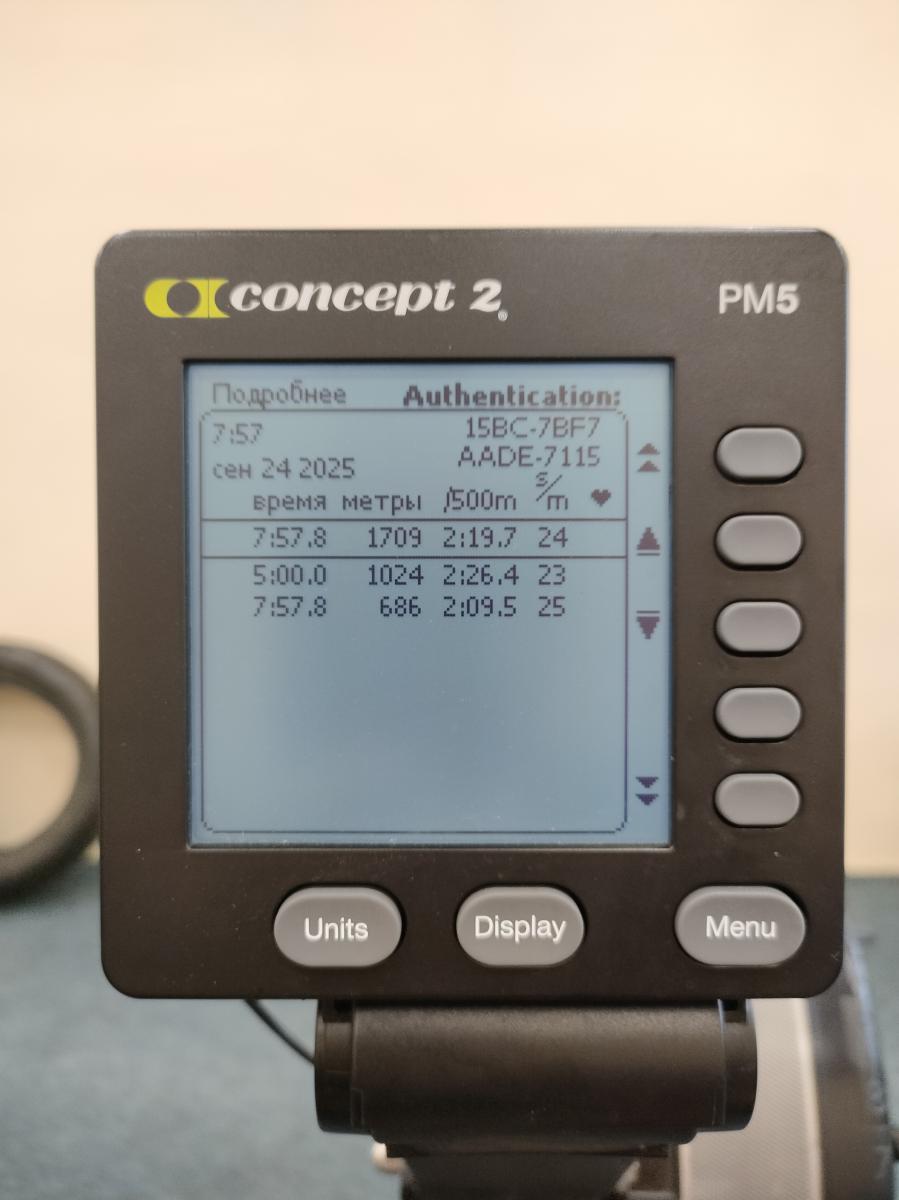 concept 2®
PM5
Подробнее Authentication:
7:57 15BC-7BF7
сен 24 2025 AADE-7115
время метры /500m s/m ♥
7:57.8 1709 2:19.7 24
5:00.0 1024 2:26.4 23
7:57.8 686 2:09.5 25
Units
Display
Menu